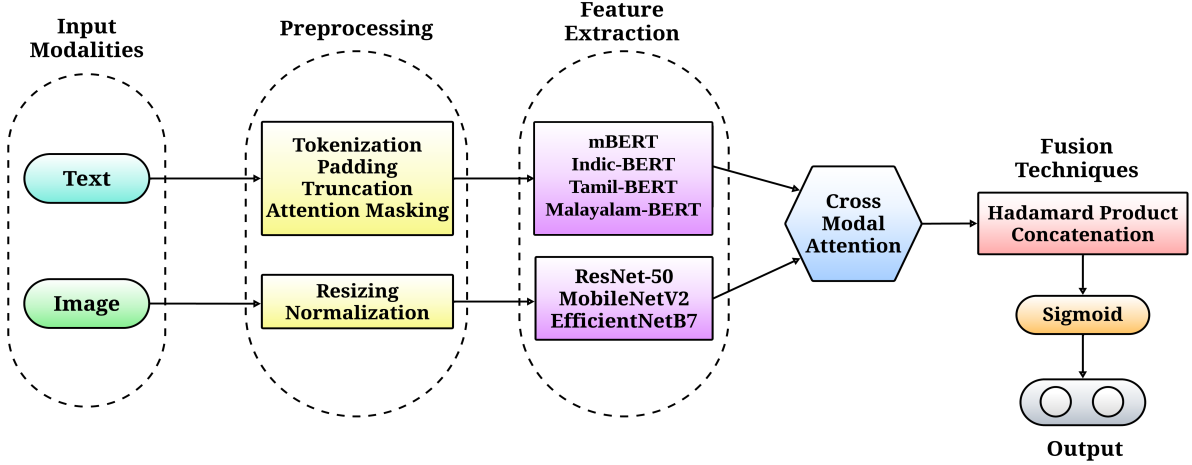 Input
Modalities
Text
Image
Preprocessing
Tokenization
Padding
Truncation
Attention Masking
Resizing
Normalization
Feature
Extraction
mBERT
Indic-BERT
Tamil-BERT
Malayalam-BERT
ResNet-50
MobileNetV2
EfficientNetB7
Cross
Modal
Attention
Fusion
Techniques
Hadamard Product
Concatenation
Sigmoid
Output